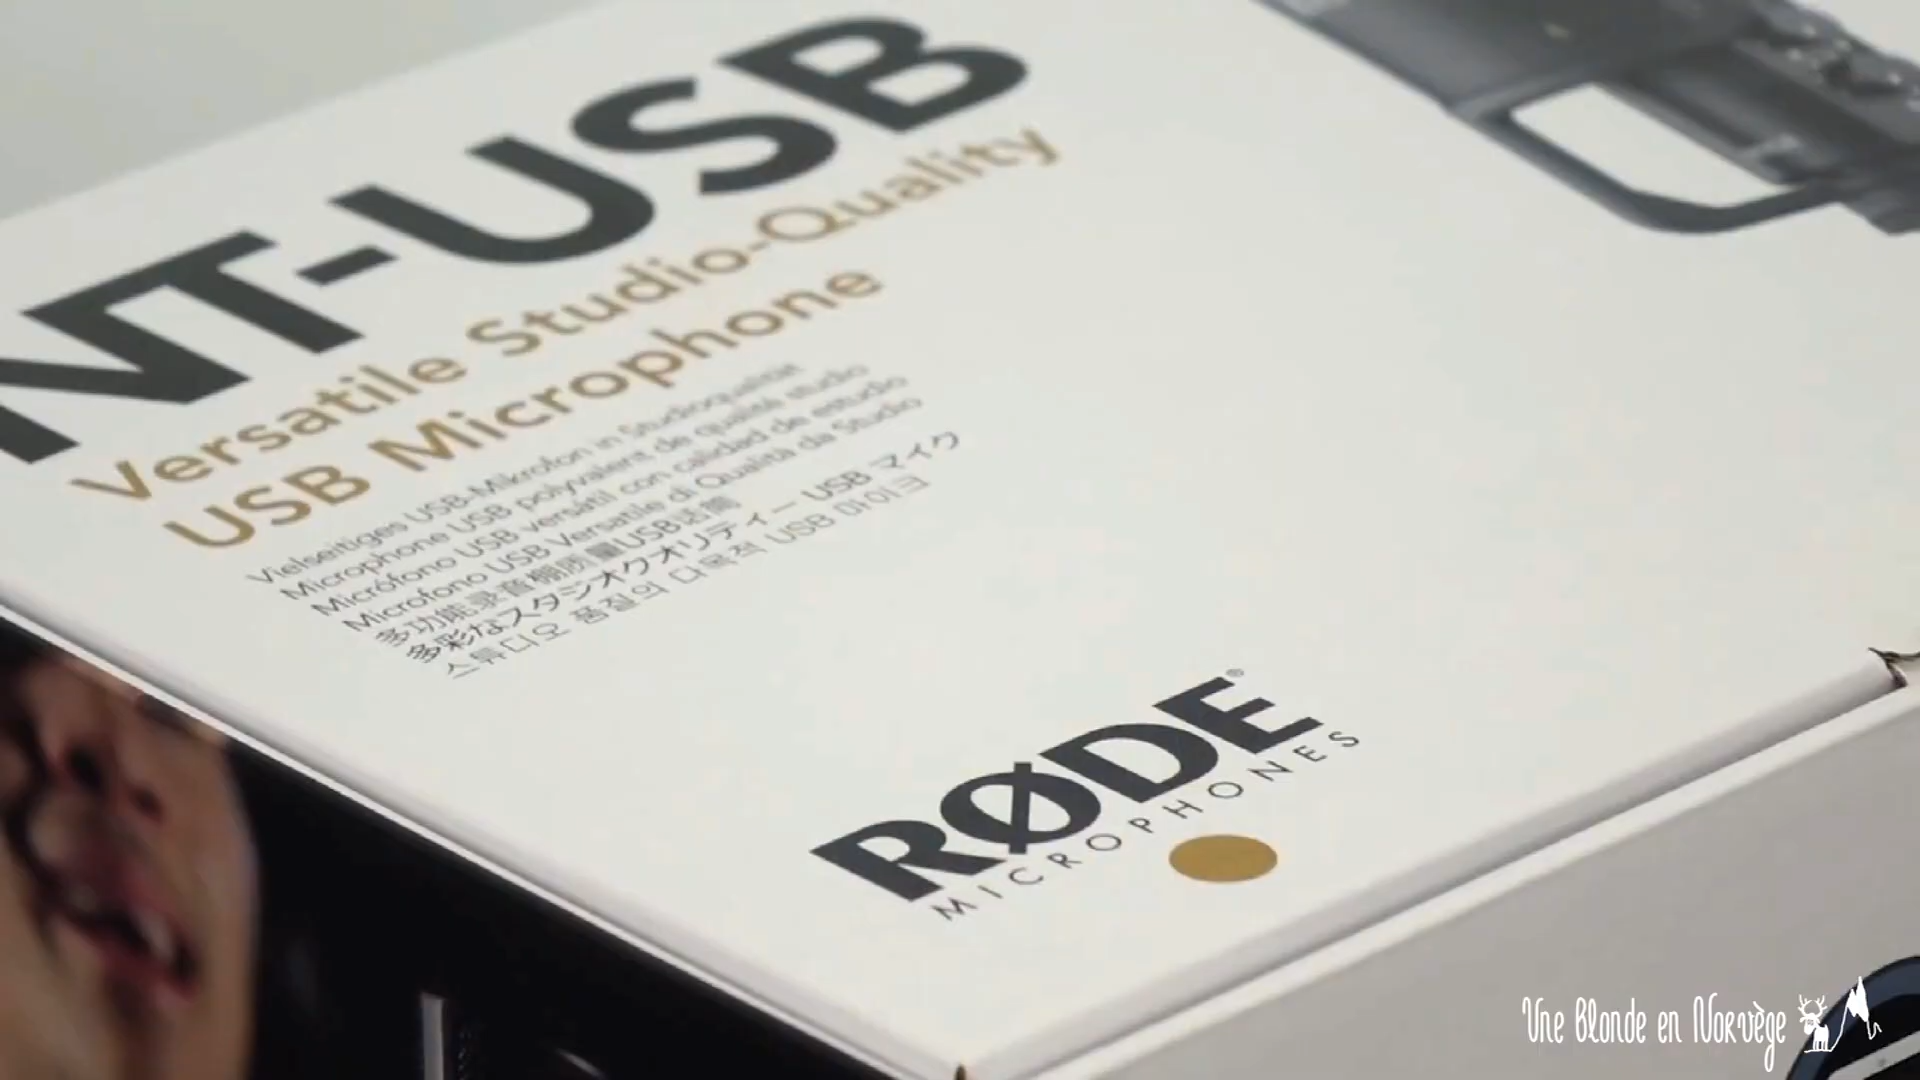 NT-USB
Versatile Studio-Quality
USB Microphone
Vielseitiges USB-Mikrofon in Studioqualität
Microphone USB polyvalent de qualité studio
Micrófono USB versátil con calidad de estudio
Microfono USB Versatile di Qualità da Studio
多功能录音棚质量USB话筒
多彩なスタジオクオリティー USB マイク
스튜디오 품질의 다목적 USB 마이크
RØDE®
MICROPHONES
Une Blonde en Norvège